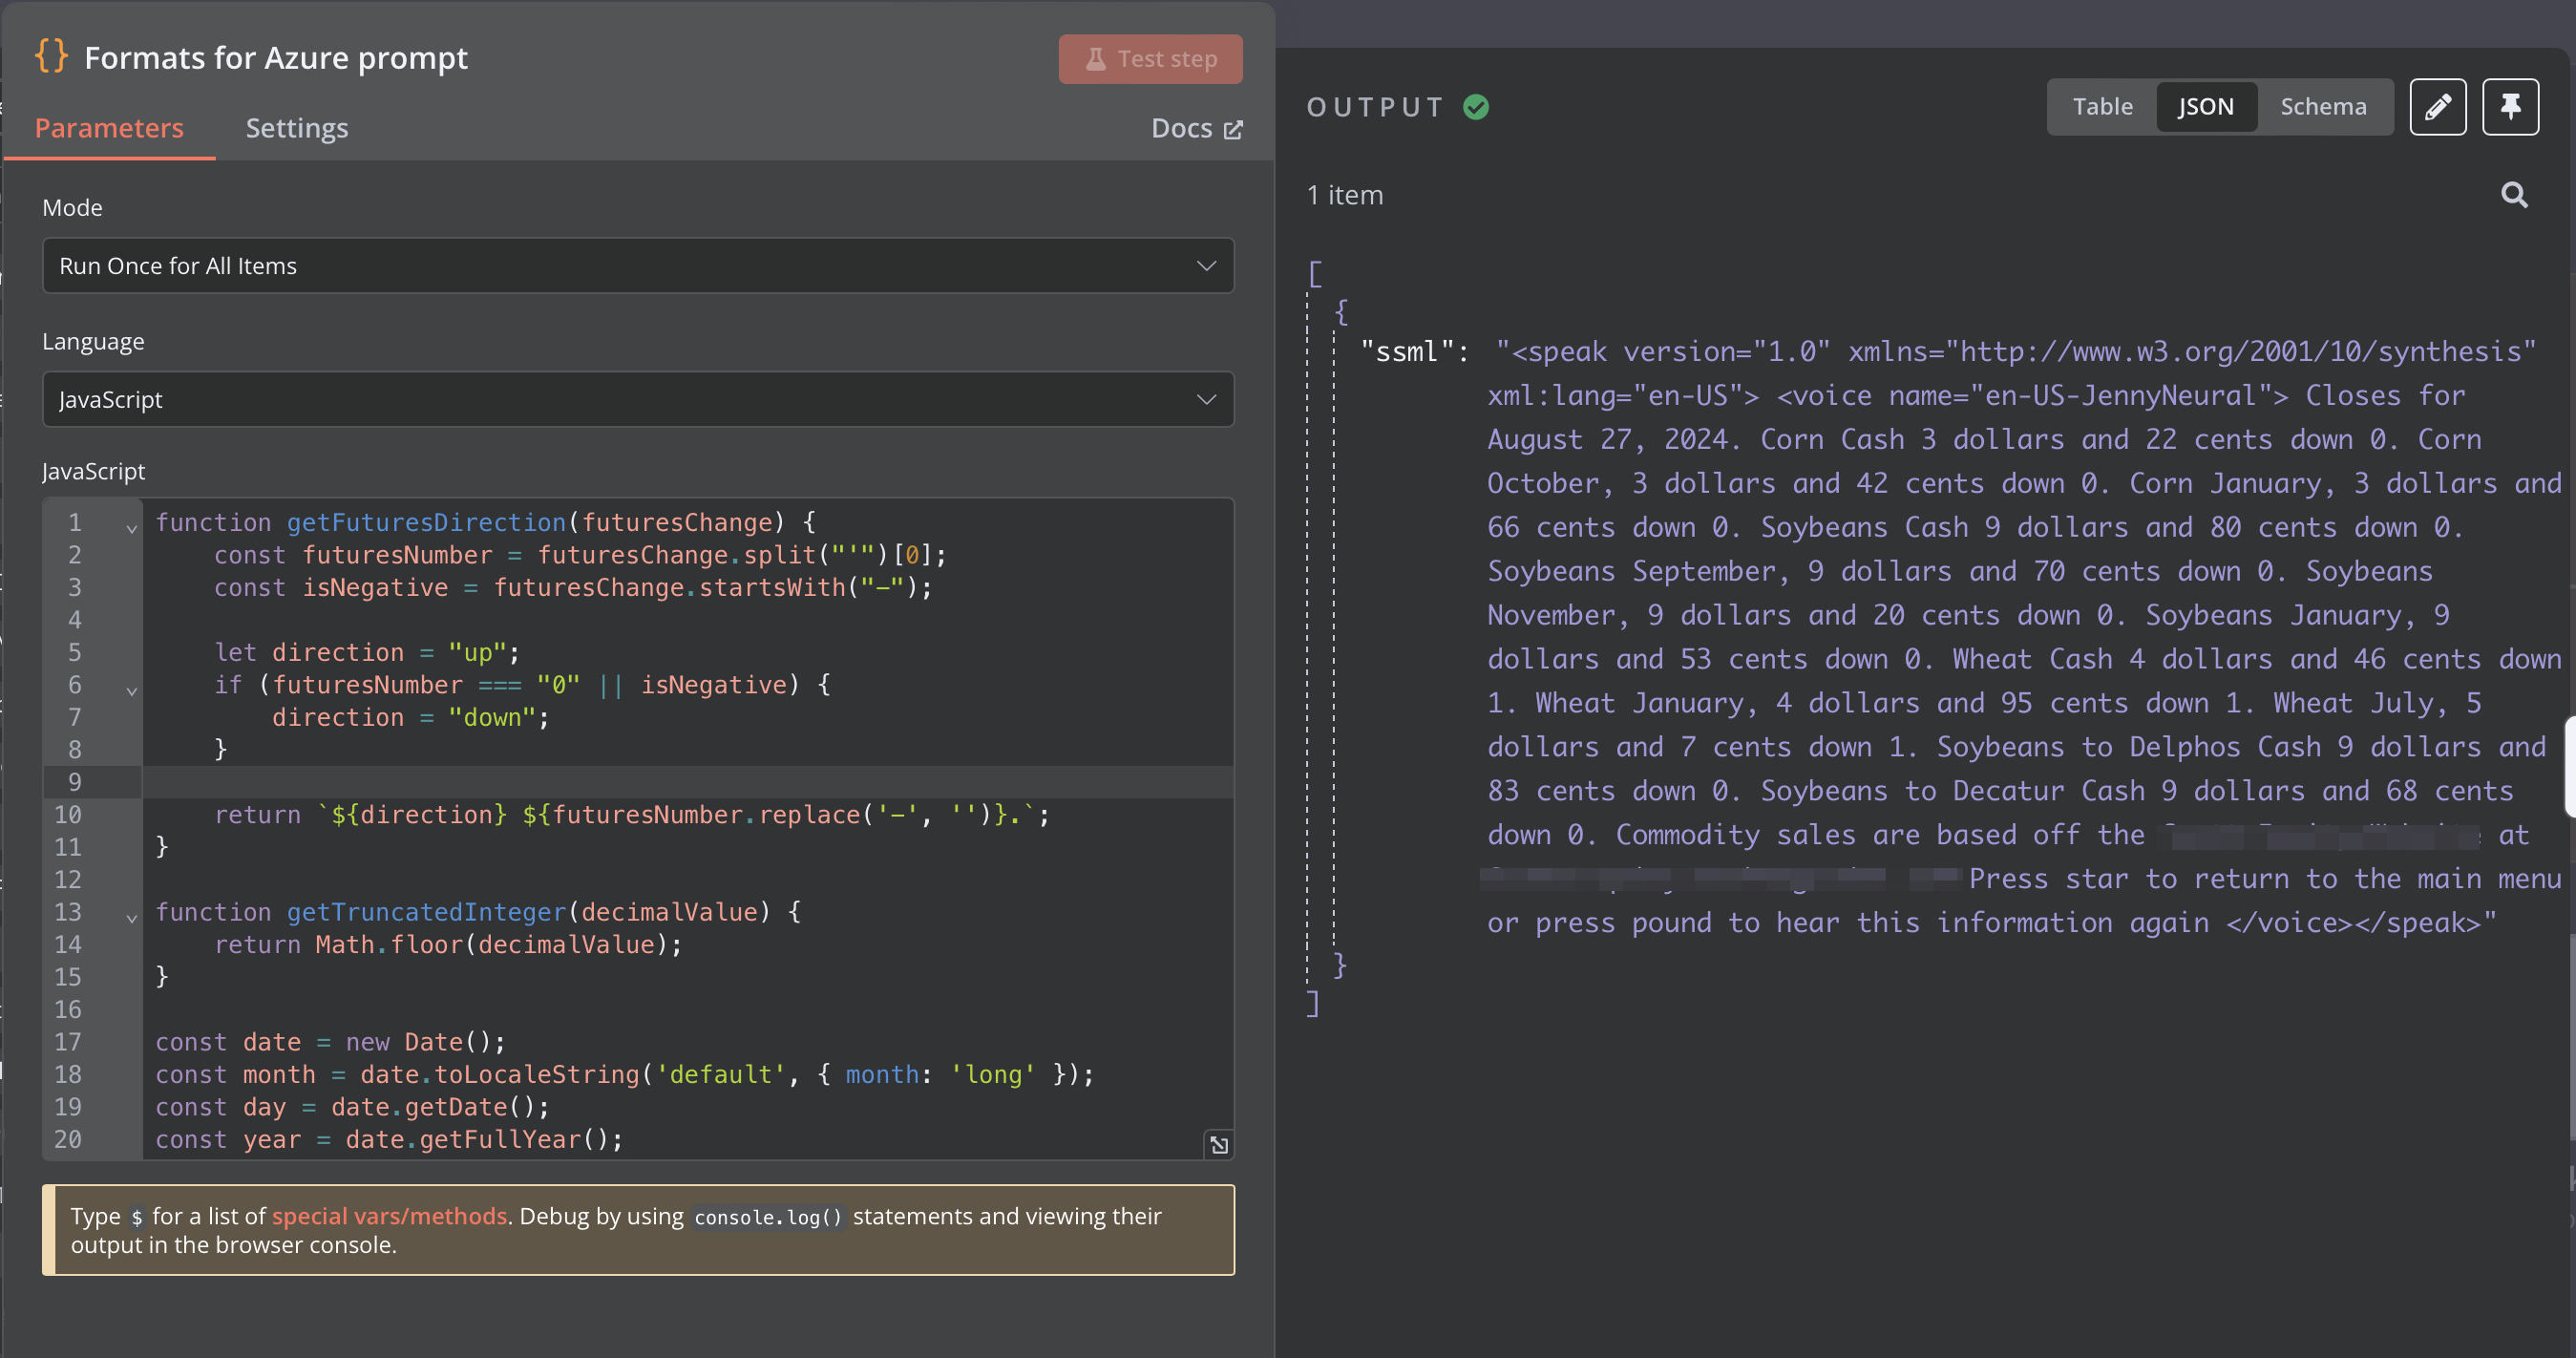 {} Formats for Azure prompt
Test step
Parameters
Settings
Docs
Mode
Run Once for All Items
Language
JavaScript
JavaScript
1 function getFuturesDirection(futuresChange) {
2 const futuresNumber = futuresChange.split("'")[0];
3 const isNegative = futuresChange.startsWith("-");
4
5 let direction = "up";
6 if (futuresNumber === "0" || isNegative) {
7 direction = "down";
8 }
9
10 return `${direction} ${futuresNumber.replace('-', '')}.`;
11 }
12
13 function getTruncatedInteger(decimalValue) {
14 return Math.floor(decimalValue);
15 }
16
17 const date = new Date();
18 const month = date.toLocaleString('default', { month: 'long' });
19 const day = date.getDate();
20 const year = date.getFullYear();
Type $ for a list of special vars/methods. Debug by using console.log() statements and viewing their
output in the browser console.
OUTPUT
Table
JSON
Schema
1 item
[
{
"ssml": "<speak version="1.0" xmlns="http://www.w3.org/2001/10/synthesis"
xml:lang="en-US"> <voice name="en-US-JennyNeural"> Closes for
August 27, 2024. Corn Cash 3 dollars and 22 cents down 0. Corn
October, 3 dollars and 42 cents down 0. Corn January, 3 dollars and
66 cents down 0. Soybeans Cash 9 dollars and 80 cents down 0.
Soybeans September, 9 dollars and 70 cents down 0. Soybeans
November, 9 dollars and 20 cents down 0. Soybeans January, 9
dollars and 53 cents down 0. Wheat Cash 4 dollars and 46 cents down
1. Wheat January, 4 dollars and 95 cents down 1. Wheat July, 5
dollars and 7 cents down 1. Soybeans to Delphos Cash 9 dollars and
83 cents down 0. Soybeans to Decatur Cash 9 dollars and 68 cents
down 0. Commodity sales are based off the at
Press star to return to the main menu
or press pound to hear this information again </voice></speak>"
}
]